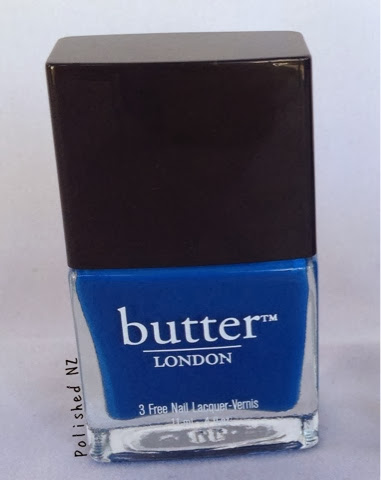 butter™
LONDON
3 Free Nail Lacquer-Vernis
Polished NZ